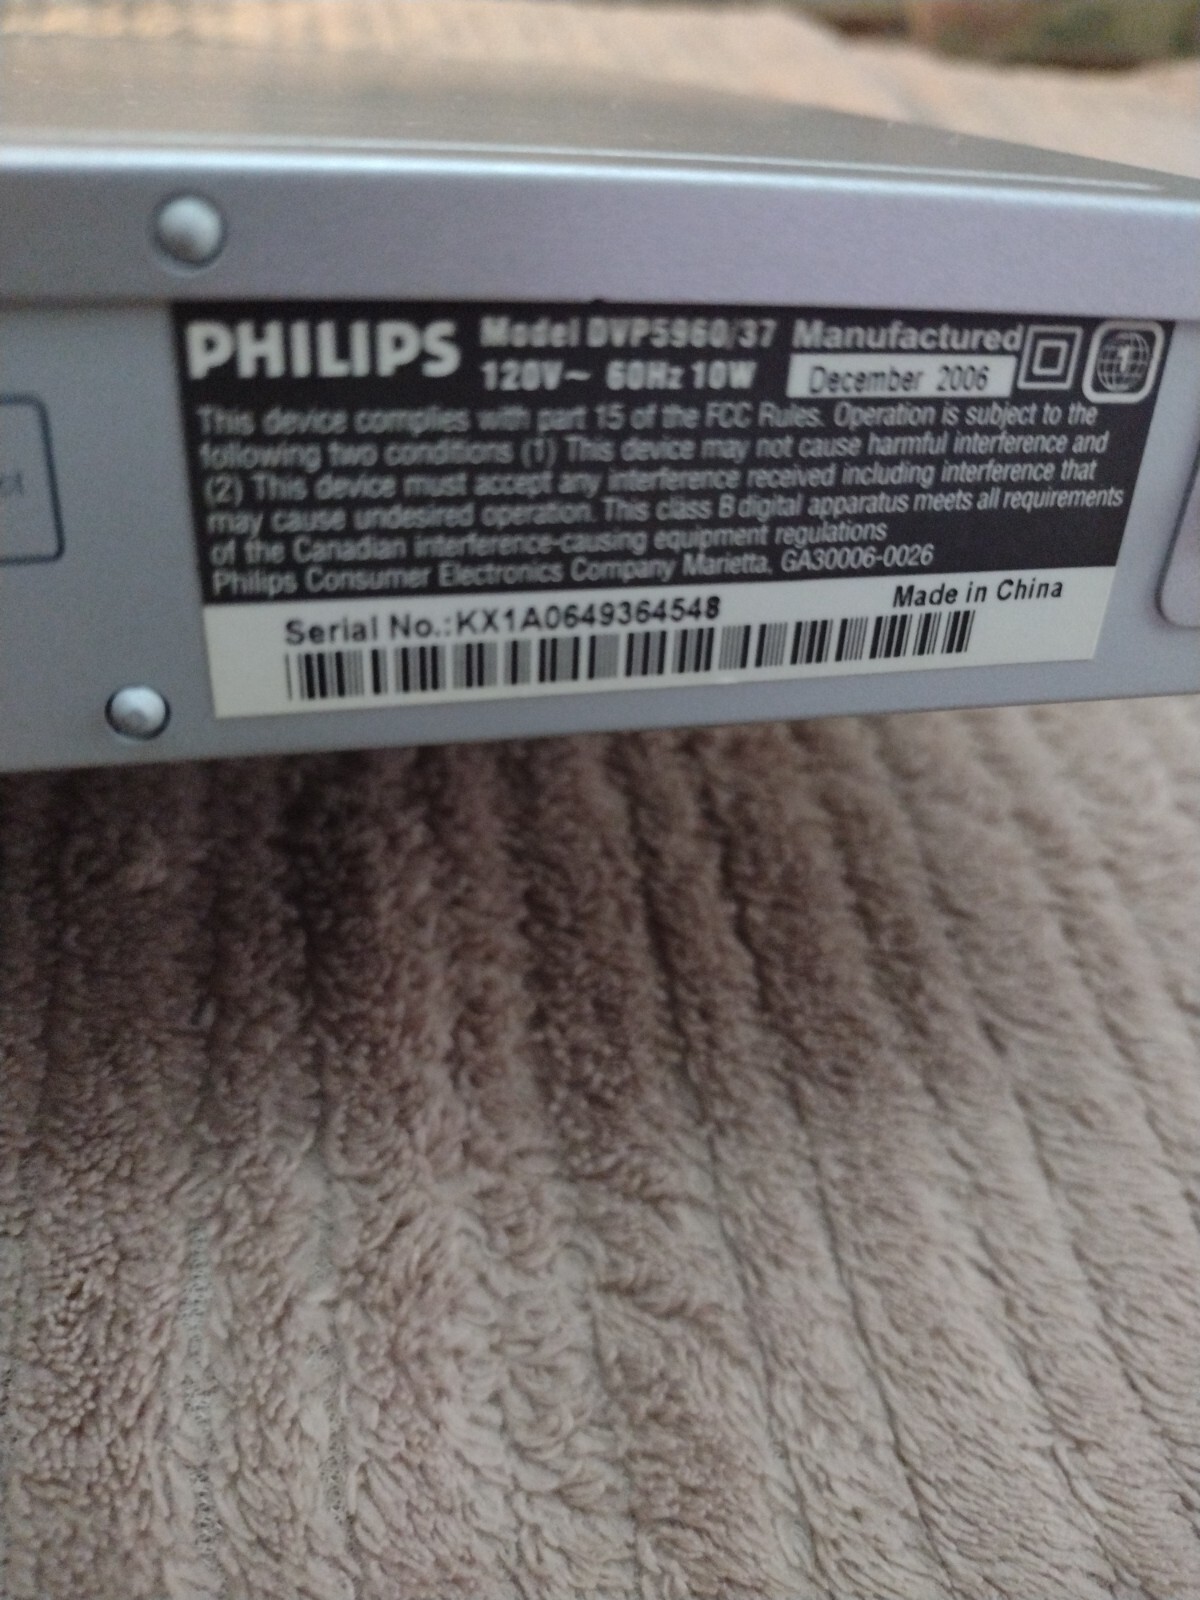 PHILIPS
Model DVP5960/37
120V~ 60Hz 10W
Manufactured
December 2006
1
This device complies with part 15 of the FCC Rules. Operation is subject to the
following two conditions (1) This device may not cause harmful interference and
(2) This device must accept any interference received including interference that
may cause undesired operation. This class B digital apparatus meets all requirements
of the Canadian interference-causing equipment regulations
Philips Consumer Electronics Company Marietta, GA30006-0026
Made in China
Serial No.:KX1A0649364548